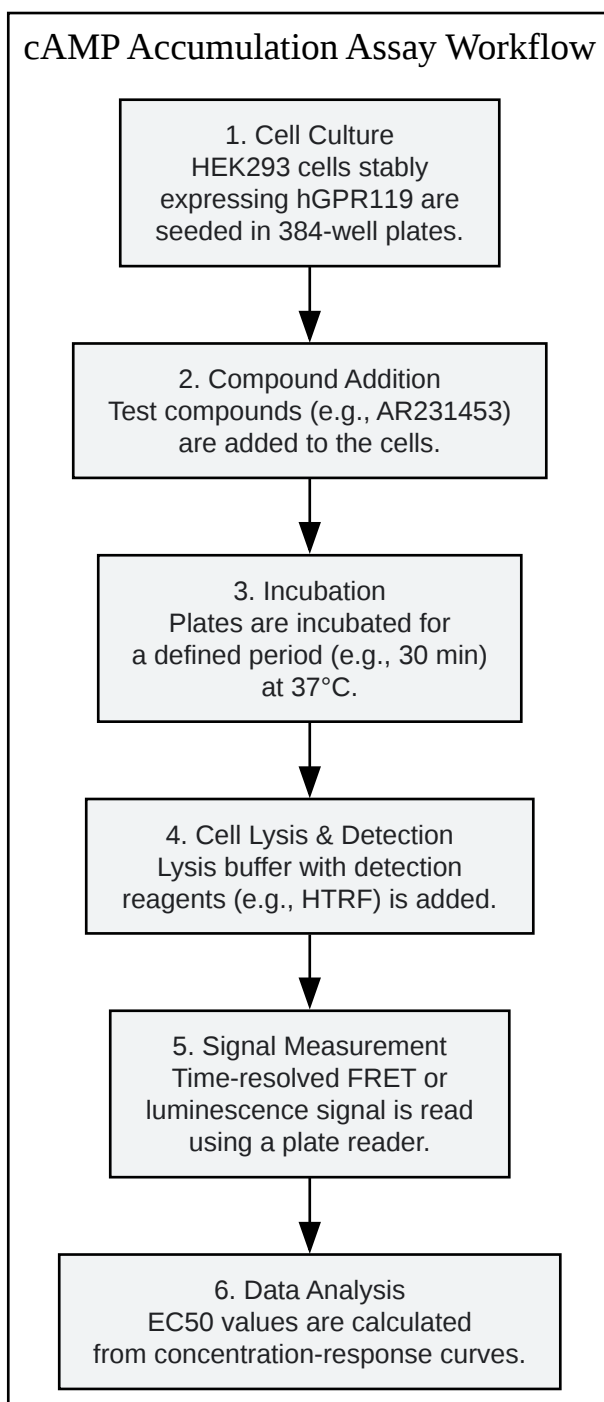 cAMP Accumulation Assay Workflow
1. Cell Culture
HEK293 cells stably
expressing hGPR119 are
seeded in 384-well plates.
2. Compound Addition
Test compounds (e.g., AR231453)
are added to the cells.
3. Incubation
Plates are incubated for
a defined period (e.g., 30 min)
at 37°C.
4. Cell Lysis & Detection
Lysis buffer with detection
reagents (e.g., HTRF) is added.
5. Signal Measurement
Time-resolved FRET or
luminescence signal is read
using a plate reader.
6. Data Analysis
EC50 values are calculated
from concentration-response curves.